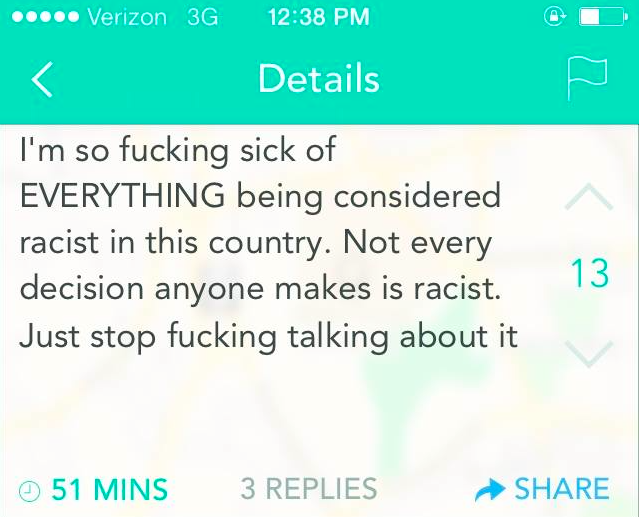 Verizon 3G 12:38 PM
Details
I'm so fucking sick of
EVERYTHING being considered
racist in this country. Not every
decision anyone makes is racist.
Just stop fucking talking about it
13
51 MINS 3 REPLIES SHARE